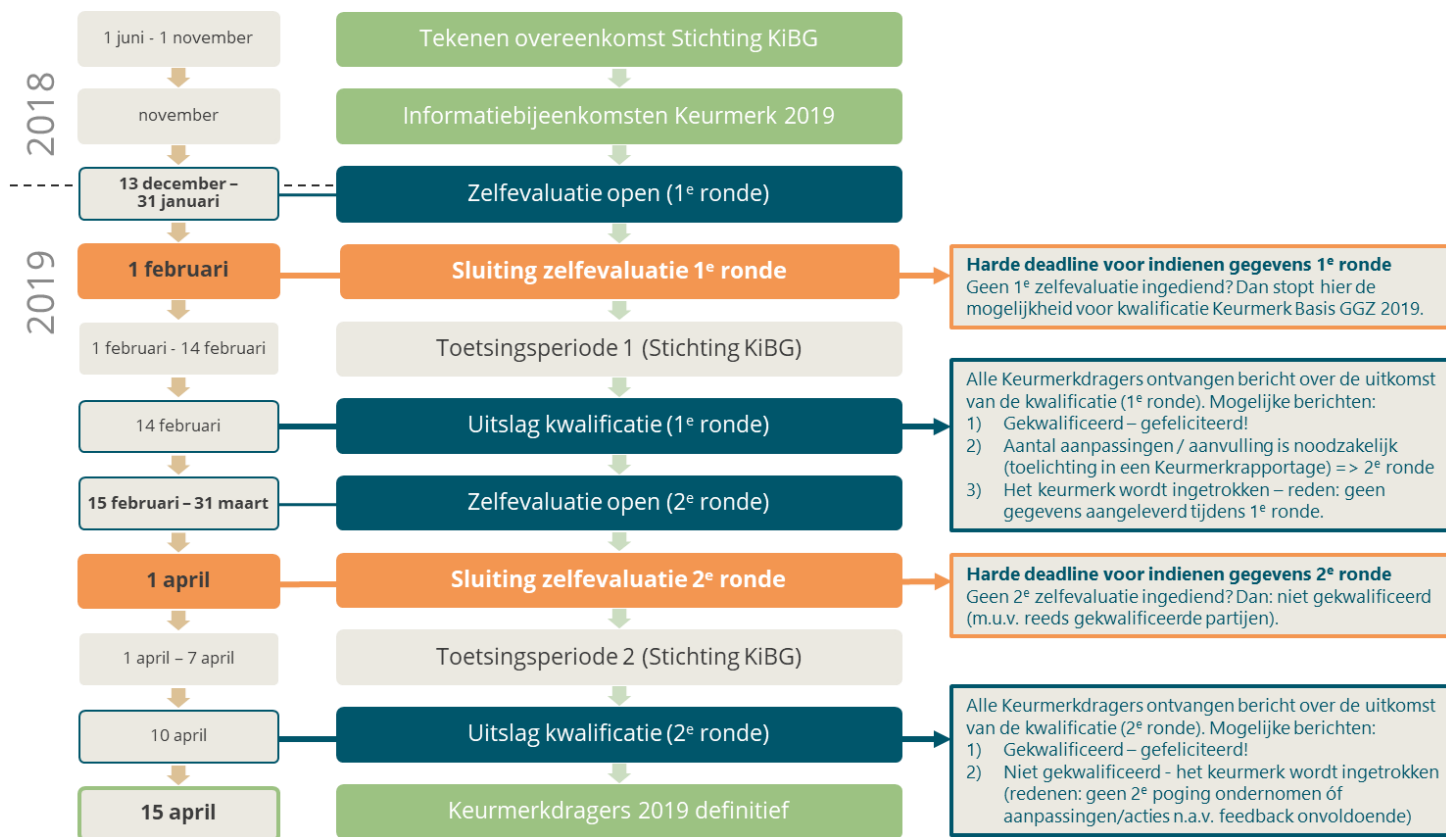 2018
1 juni - 1 november
Tekenen overeenkomst Stichting KiBG
november
Informatiebijeenkomsten Keurmerk 2019
13 december –
31 januari
Zelfevaluatie open (1e ronde)
2019
1 februari
Sluiting zelfevaluatie 1e ronde
Harde deadline voor indienen gegevens 1e ronde
Geen 1e zelfevaluatie ingediend? Dan stopt hier de
mogelijkheid voor kwalificatie Keurmerk Basis GGZ 2019.
1 februari - 14 februari
Toetsingsperiode 1 (Stichting KiBG)
14 februari
Uitslag kwalificatie (1e ronde)
Alle Keurmerkdragers ontvangen bericht over de uitkomst
van de kwalificatie (1e ronde). Mogelijke berichten:
1) Gekwalificeerd – gefeliciteerd!
2) Aantal aanpassingen / aanvulling is noodzakelijk
(toelichting in een Keurmerkrapportage) => 2e ronde
3) Het keurmerk wordt ingetrokken – reden: geen
gegevens aangeleverd tijdens 1e ronde.
15 februari – 31 maart
Zelfevaluatie open (2e ronde)
1 april
Sluiting zelfevaluatie 2e ronde
Harde deadline voor indienen gegevens 2e ronde
Geen 2e zelfevaluatie ingediend? Dan: niet gekwalificeerd
(m.u.v. reeds gekwalificeerde partijen).
1 april – 7 april
Toetsingsperiode 2 (Stichting KiBG)
10 april
Uitslag kwalificatie (2e ronde)
Alle Keurmerkdragers ontvangen bericht over de uitkomst
van de kwalificatie (2e ronde). Mogelijke berichten:
1) Gekwalificeerd – gefeliciteerd!
2) Niet gekwalificeerd - het keurmerk wordt ingetrokken
(redenen: geen 2e poging ondernomen óf
aanpassingen/acties n.a.v. feedback onvoldoende)
15 april
Keurmerkdragers 2019 definitief